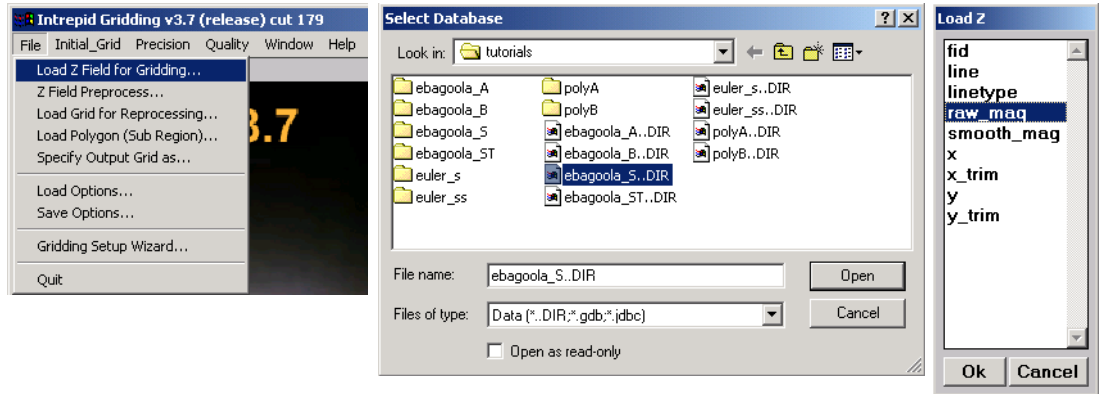 Intrepid Gridding v3.7 (release) cut 179
File Initial_Grid Precision Quality Window Help
Load Z Field for Gridding...
Z Field Preprocess...
Load Grid for Reprocessing...
Load Polygon (Sub Region)...
Specify Output Grid as...
Load Options...
Save Options...
Gridding Setup Wizard...
Quit
3.7
Select Database
Look in: tutorials
ebagoola_A
ebagoola_B
ebagoola_S
ebagoola_ST
euler_s
euler_ss
polyA
polyB
ebagoola_A..DIR
ebagoola_B..DIR
ebagoola_S..DIR
ebagoola_ST..DIR
euler_s..DIR
euler_ss..DIR
polyA..DIR
polyB..DIR
File name: ebagoola_S..DIR Open
Files of type: Data (*..DIR;*.gdb;*.jdbc) Cancel
Open as read-only
Load Z
fid
line
linetype
raw_mag
smooth_mag
x
x_trim
y
y_trim
Ok Cancel